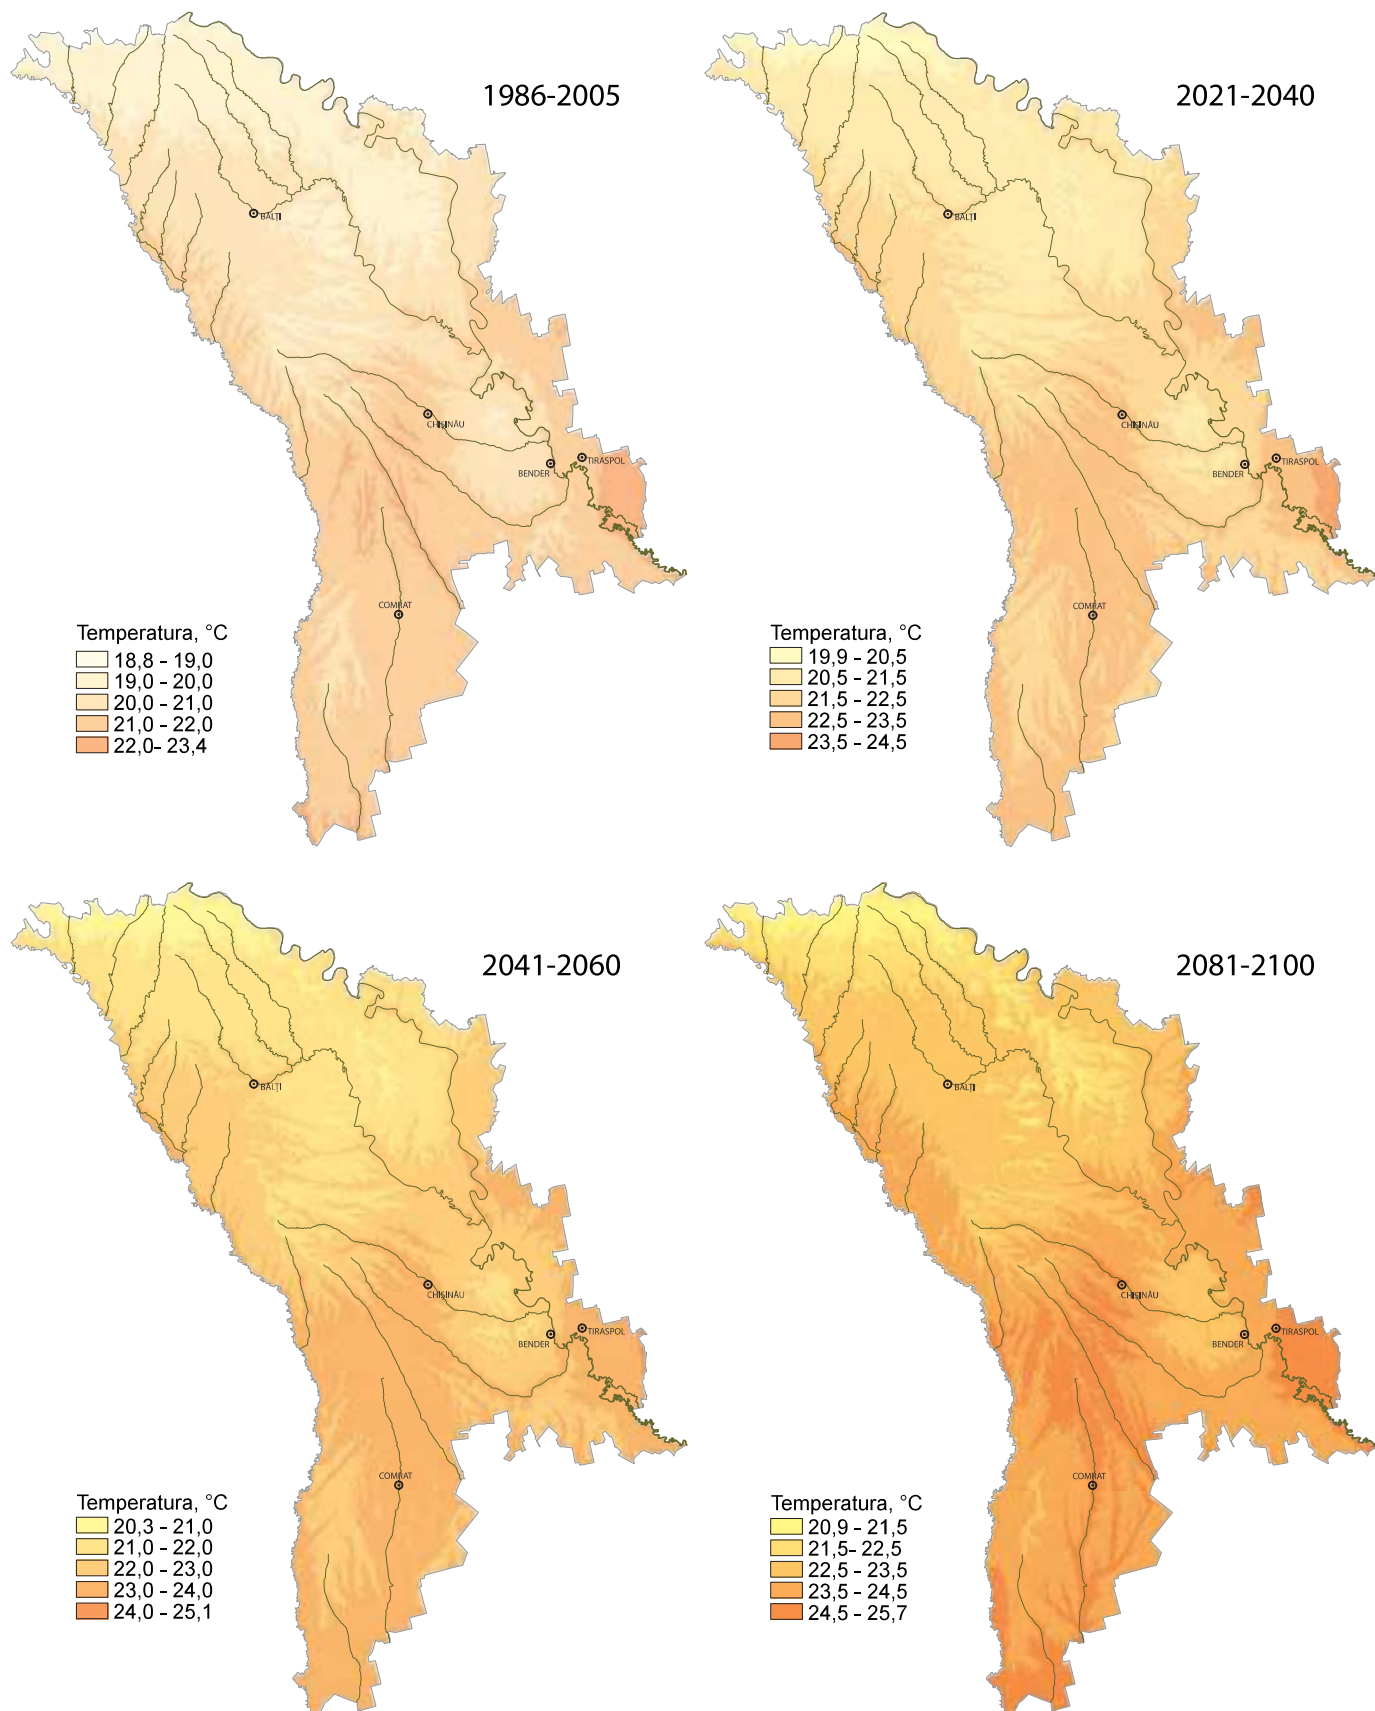 1986-2005
BĂLȚI
CHIȘINĂU
BENDER
TIRASPOL
COMRAT
Temperatura, °C
18,8 - 19,0
19,0 - 20,0
20,0 - 21,0
21,0 - 22,0
22,0- 23,4
2021-2040
BĂLȚI
CHIȘINĂU
BENDER
TIRASPOL
COMRAT
Temperatura, °C
19,9 - 20,5
20,5 - 21,5
21,5 - 22,5
22,5 - 23,5
23,5 - 24,5
2041-2060
BĂLȚI
CHIȘINĂU
BENDER
TIRASPOL
COMRAT
Temperatura, °C
20,3 - 21,0
21,0 - 22,0
22,0 - 23,0
23,0 - 24,0
24,0 - 25,1
2081-2100
BĂLȚI
CHIȘINĂU
BENDER
TIRASPOL
COMRAT
Temperatura, °C
20,9 - 21,5
21,5- 22,5
22,5 - 23,5
23,5 - 24,5
24,5 - 25,7